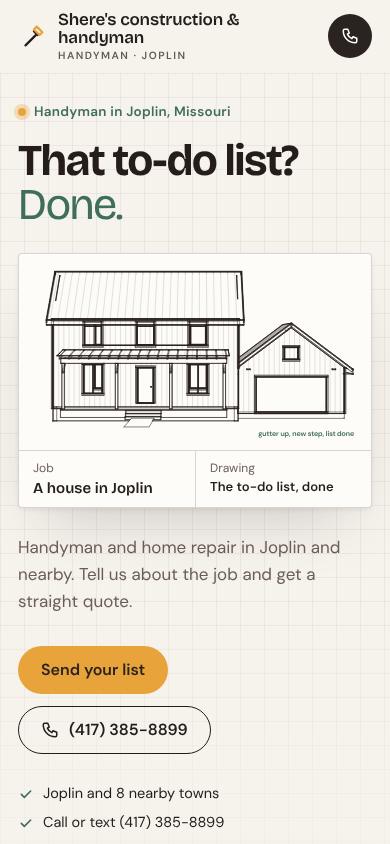 Shere's construction &
handyman
HANDYMAN · JOPLIN
Handyman in Joplin, Missouri
That to-do list?
Done.
gutter up, new step, list done
Job
A house in Joplin
Drawing
The to-do list, done
Handyman and home repair in Joplin and
nearby. Tell us about the job and get a
straight quote.
Send your list
(417) 385-8899
Joplin and 8 nearby towns
Call or text (417) 385-8899